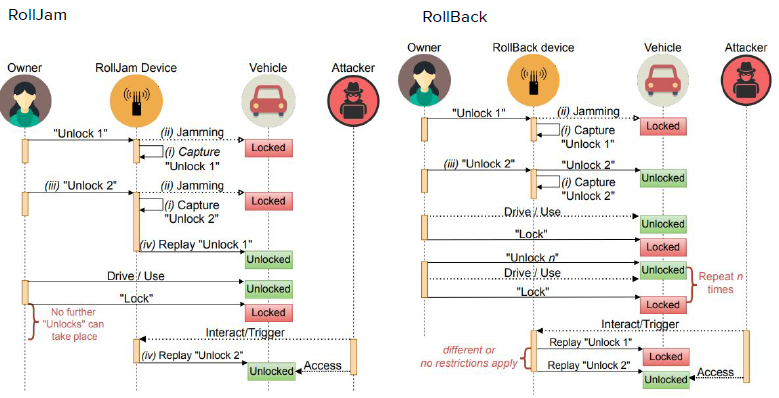 RollJam
Owner
RollJam Device
Vehicle
Attacker
"Unlock 1"
(ii) Jamming
Locked
(i) Capture
"Unlock 1"
(iii) "Unlock 2"
(ii) Jamming
Locked
(i) Capture
"Unlock 2"
(iv) Replay "Unlock 1"
Unlocked
Drive / Use
Unlocked
"Lock"
Locked
No further
"Unlocks" can
take place
Interact/Trigger
(iv) Replay "Unlock 2"
Unlocked
Access
RollBack
Owner
RollBack device
Vehicle
Attacker
"Unlock 1"
(ii) Jamming
Locked
(i) Capture
"Unlock 1"
(iii) "Unlock 2"
"Unlock 2"
Unlocked
(i) Capture
"Unlock 2"
Drive / Use
Unlocked
"Lock"
Locked
"Unlock n"
Unlocked
Drive / Use
Repeat n
times
"Lock"
Locked
Interact/Trigger
different or
no restrictions apply
Replay "Unlock 1"
Locked
Replay "Unlock 2"
Unlocked
Access